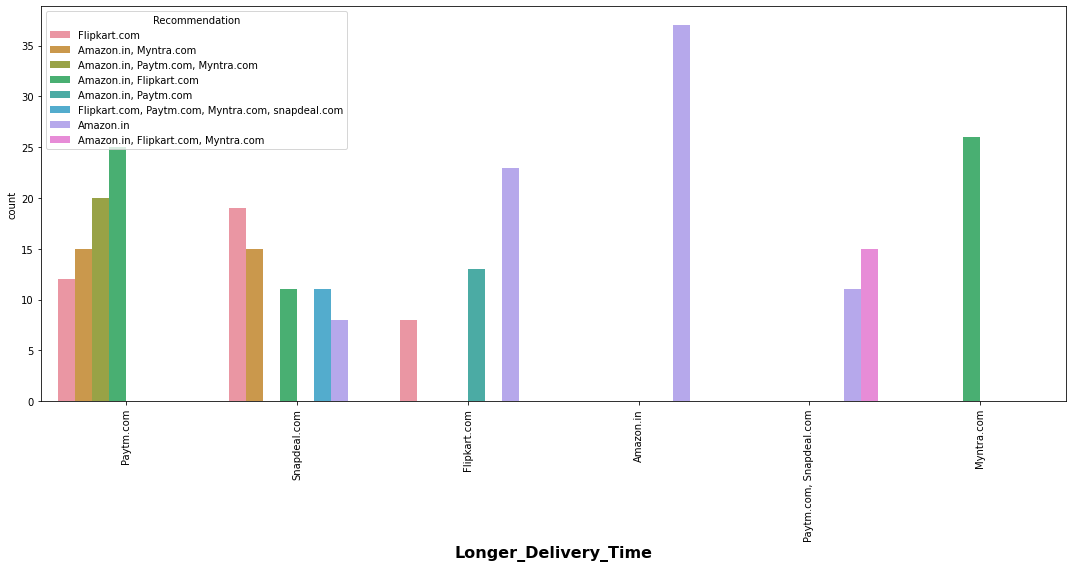 Recommendation
Flipkart.com
Amazon.in, Myntra.com
Amazon.in, Paytm.com, Myntra.com
Amazon.in, Flipkart.com
Amazon.in, Paytm.com
Flipkart.com, Paytm.com, Myntra.com, snapdeal.com
Amazon.in
Amazon.in, Flipkart.com, Myntra.com
35
30
25
20
15
10
5
0
count
Paytm.com
Snapdeal.com
Flipkart.com
Amazon.in
Paytm.com, Snapdeal.com
Myntra.com
Longer_Delivery_Time